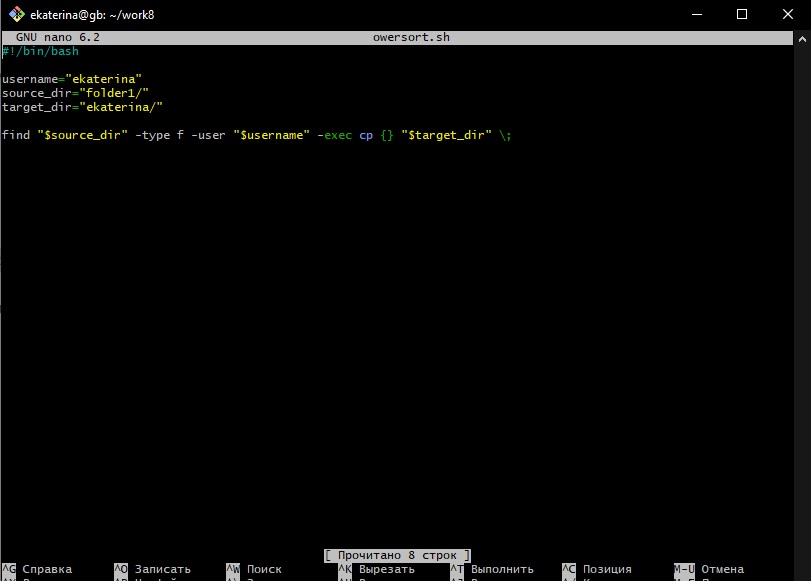 ekaterina@gb: ~/work8
GNU nano 6.2 owersort.sh
#!/bin/bash
username="ekaterina"
source_dir="folder1/"
target_dir="ekaterina/"
find "$source_dir" -type f -user "$username" -exec cp {} "$target_dir" \;
[ Прочитано 8 строк ]
^G Справка ^O Записать ^W Поиск ^K Вырезать ^T Выполнить ^C Позиция M-U Отмена